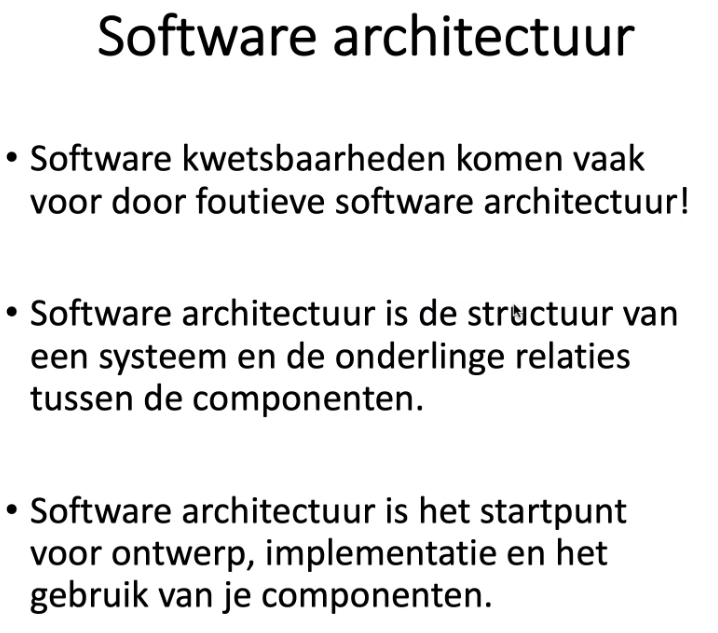 Software architectuur
• Software kwetsbaarheden komen vaak
voor door foutieve software architectuur!
• Software architectuur is de structuur van
een systeem en de onderlinge relaties
tussen de componenten.
• Software architectuur is het startpunt
voor ontwerp, implementatie en het
gebruik van je componenten.